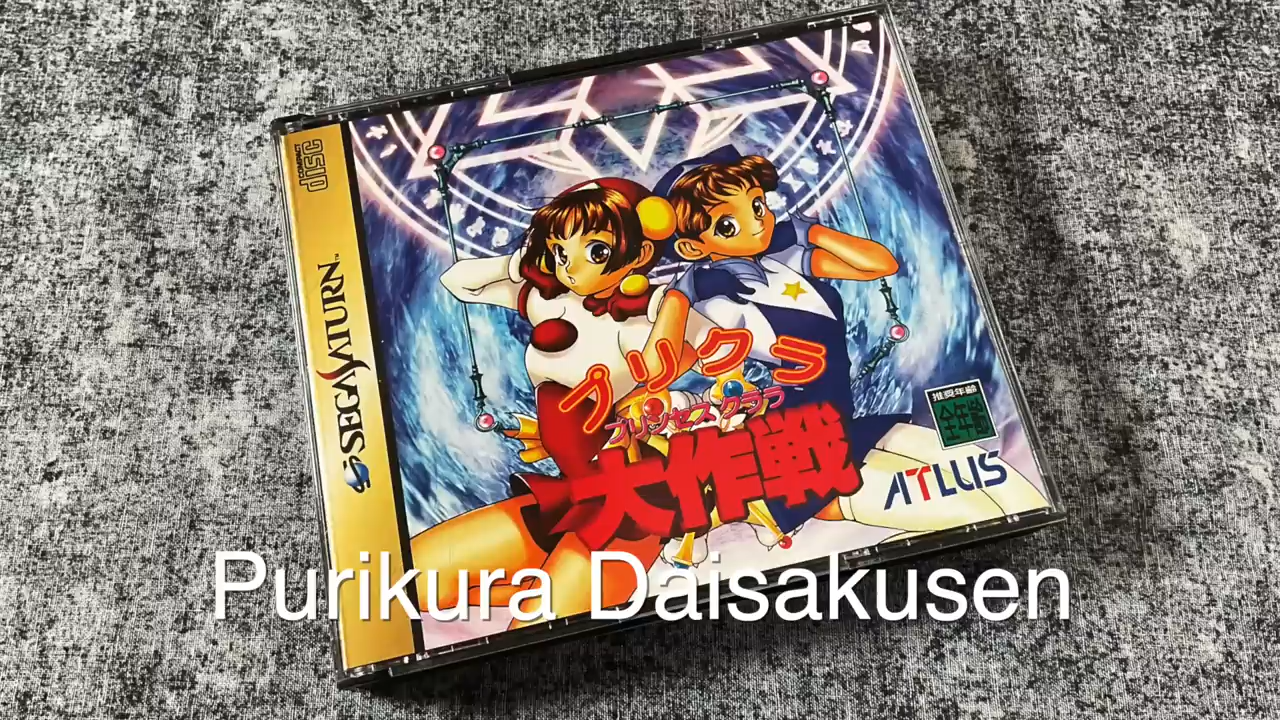 COMPACT
disc
SEGA SATURN™
プリクラ
プリンセス クララ
大作戦
推奨年齢
全年齢
ATLUS
Purikura Daisakusen